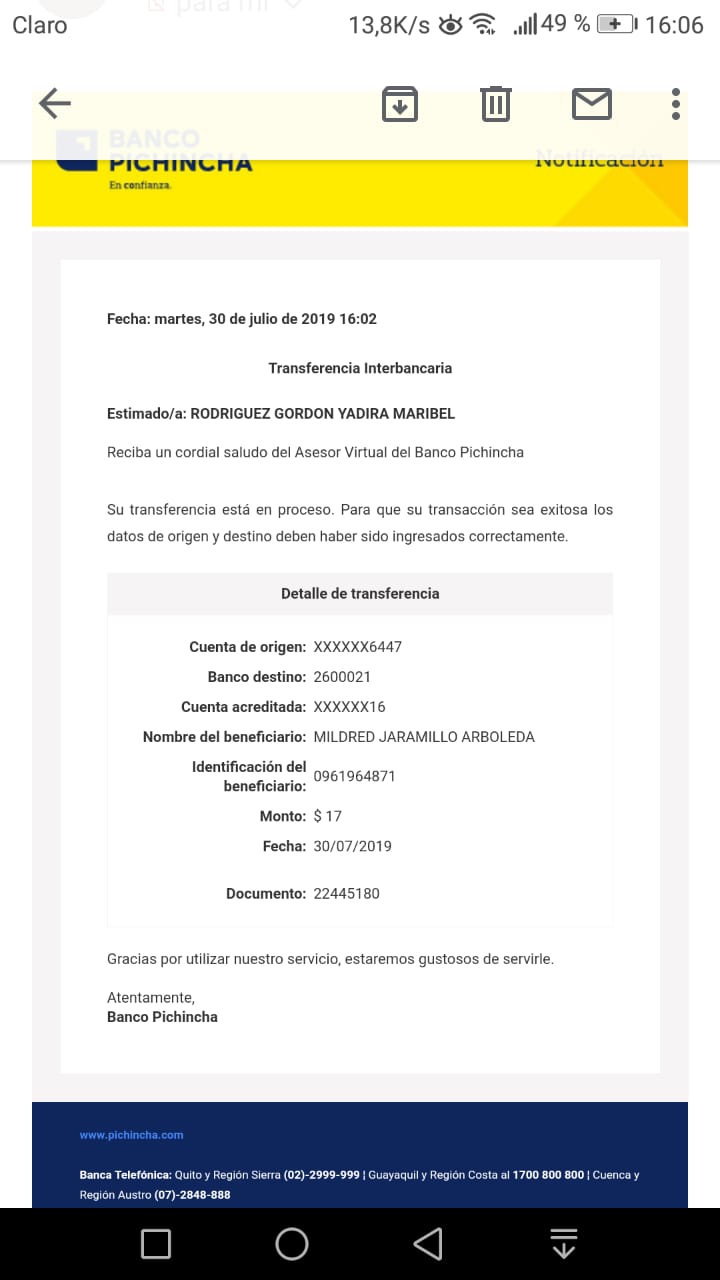 para mí
Claro
13,8K/s 49 % 16:06
BANCO
PICHINCHA
En confianza.
Notificación
Fecha: martes, 30 de julio de 2019 16:02
Transferencia Interbancaria
Estimado/a: RODRIGUEZ GORDON YADIRA MARIBEL
Reciba un cordial saludo del Asesor Virtual del Banco Pichincha
Su transferencia está en proceso. Para que su transacción sea exitosa los
datos de origen y destino deben haber sido ingresados correctamente.
Detalle de transferencia
Cuenta de origen: XXXXXX6447
Banco destino: 2600021
Cuenta acreditada: XXXXXX16
Nombre del beneficiario: MILDRED JARAMILLO ARBOLEDA
Identificación del
beneficiario: 0961964871
Monto: $ 17
Fecha: 30/07/2019
Documento: 22445180
Gracias por utilizar nuestro servicio, estaremos gustosos de servirle.
Atentamente,
Banco Pichincha
www.pichincha.com
Banca Telefónica: Quito y Región Sierra (02)-2999-999 | Guayaquil y Región Costa al 1700 800 800 | Cuenca y
Región Austro (07)-2848-888